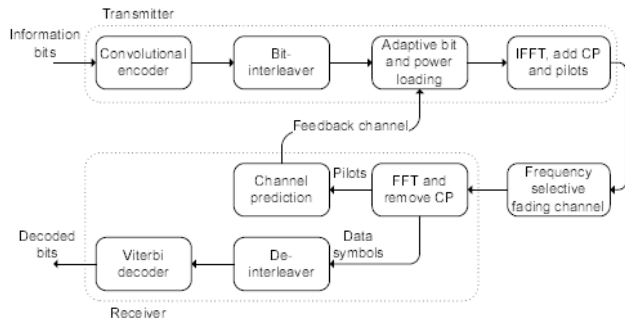 Transmitter
Information
bits
Convolutional
encoder
Bit-
interleaver
Adaptive bit
and power
loading
IFFT, add CP
and pilots
Feedback channel
Channel
prediction
Pilots
FFT and
remove CP
Frequency
selective
fading channel
Decoded
bits
Viterbi
decoder
De-
interleaver
Data
symbols
Receiver